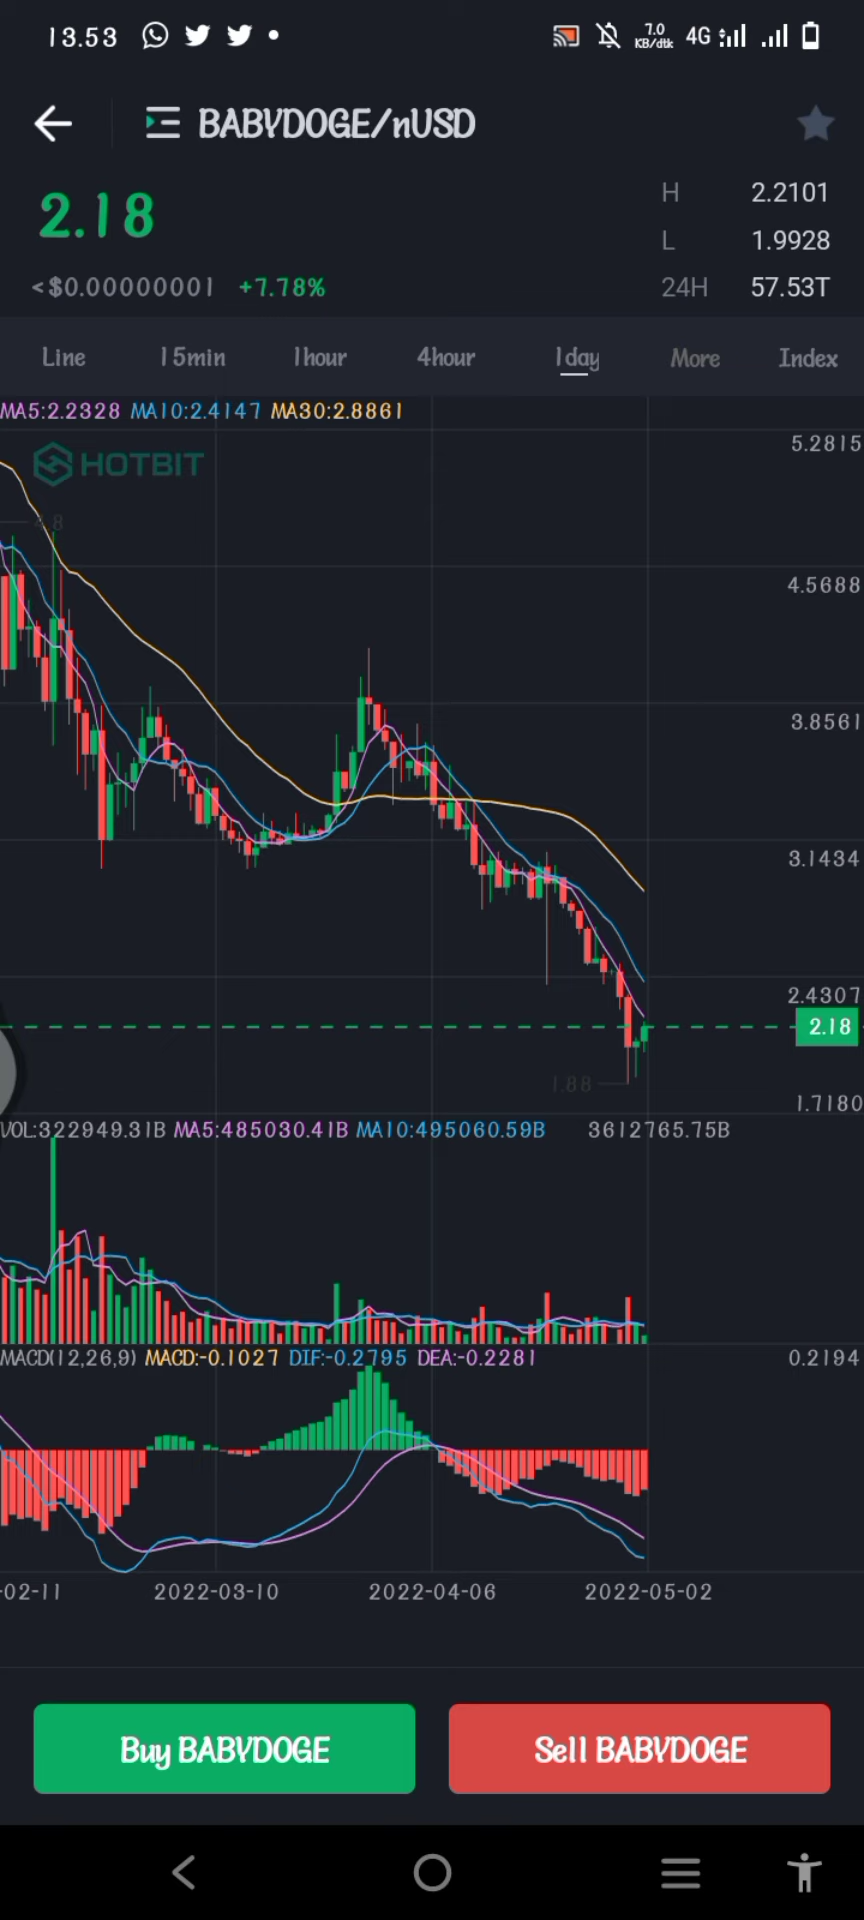 13.53 7.0 KB/dtk 4G
BABYDOGE/nUSD
2.18
<$0.00000001 +7.78%
H 2.2101
L 1.9928
24H 57.53T
Line 15min 1hour 4hour 1day More Index
MA5:2.2328 MA10:2.4147 MA30:2.8861
5.2815
HOTBIT
4.8
4.5688
3.8561
3.1434
2.4307
2.18
1.88
1.7180
VOL:322949.31B MA5:485030.41B MA10:495060.59B 3612765.75B
MACD(12,26,9) MACD:-0.1027 DIF:-0.2795 DEA:-0.2281 0.2194
-02-11 2022-03-10 2022-04-06 2022-05-02
Buy BABYDOGE Sell BABYDOGE